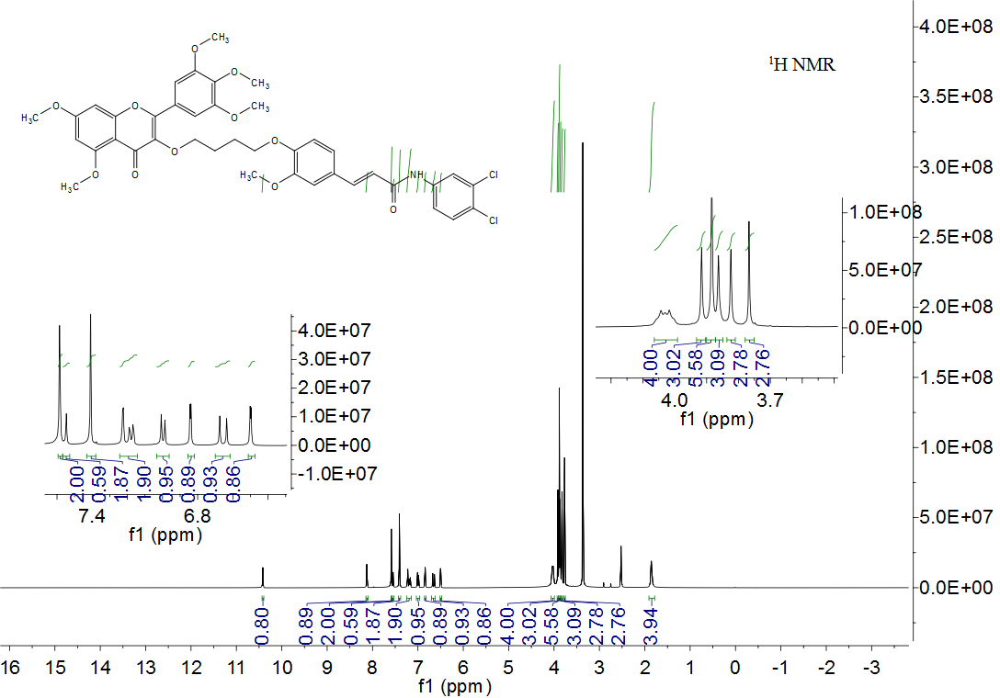 ¹H NMR
O CH₃
O CH₃
O CH₃
H₃C O
O
O
O
O
H₃C O
O
H₃C O
NH
O
Cl
Cl
4.0E+08
3.5E+08
3.0E+08
2.5E+08
2.0E+08
1.5E+08
1.0E+08
5.0E+07
0.0E+00
1.0E+08
5.0E+07
0.0E+00
4.00
3.02
5.58
3.09
2.78
2.76
4.0 3.7
f1 (ppm)
4.0E+07
3.0E+07
2.0E+07
1.0E+07
0.0E+00
-1.0E+07
2.00
0.59
1.87
1.90
0.95
0.89
0.93
0.86
7.4 6.8
f1 (ppm)
0.80
0.89
2.00
0.59
1.87
1.90
0.95
0.89
0.93
0.86
4.00
3.02
5.58
3.09
2.78
2.76
3.94
16 15 14 13 12 11 10 9 8 7 6 5 4 3 2 1 0 -1 -2 -3
f1 (ppm)